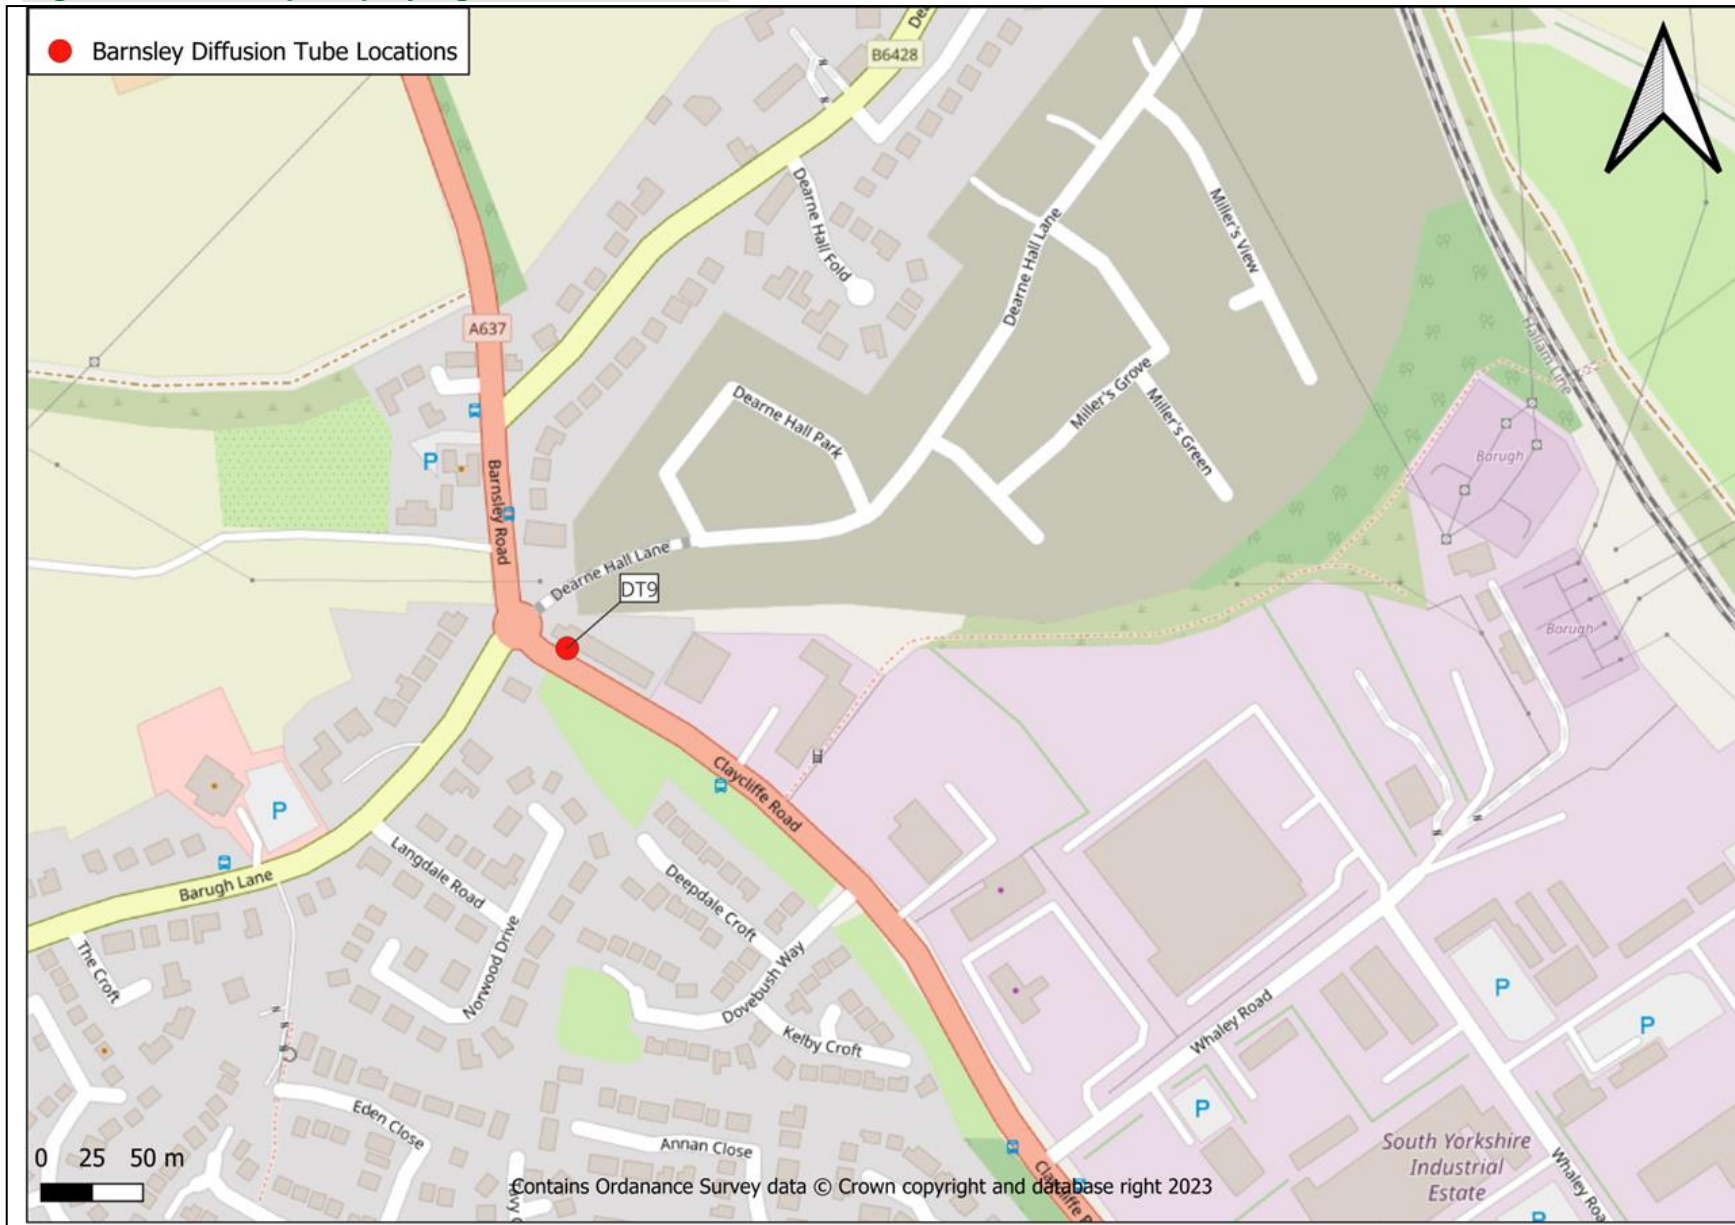 Barnsley Diffusion Tube Locations
B6428
Dearne Hall Fold
Miller's View
Dearne Hall Lane
A637
Hallam Line
Miller's Grove
Miller's Green
Dearne Hall Park
P
Barnsley Road
Barugh
Dearne Hall Lane
DT9
Barugh
Claycliffe Road
P
Langdale Road
Barugh Lane
Deepdale Croft
Norwood Drive
The Croft
Dovebush Way
Kelby Croft
Whaley Road
P
P
Eden Close
Annan Close
P
South Yorkshire
Industrial
Estate
Whaley Roa
0 25 50 m
Contains Ordanance Survey data © Crown copyright and database right 2023
P